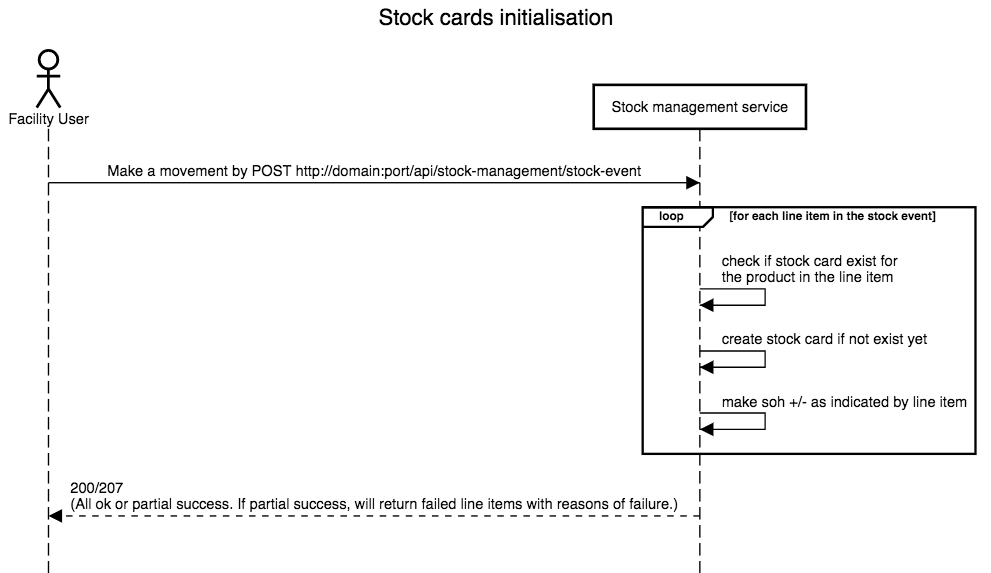 Stock cards initialisation
Facility User
Stock management service
Make a movement by POST http://domain:port/api/stock-management/stock-event
loop
[for each line item in the stock event]
check if stock card exist for
the product in the line item
create stock card if not exist yet
make soh +/- as indicated by line item
200/207
(All ok or partial success. If partial success, will return failed line items with reasons of failure.)